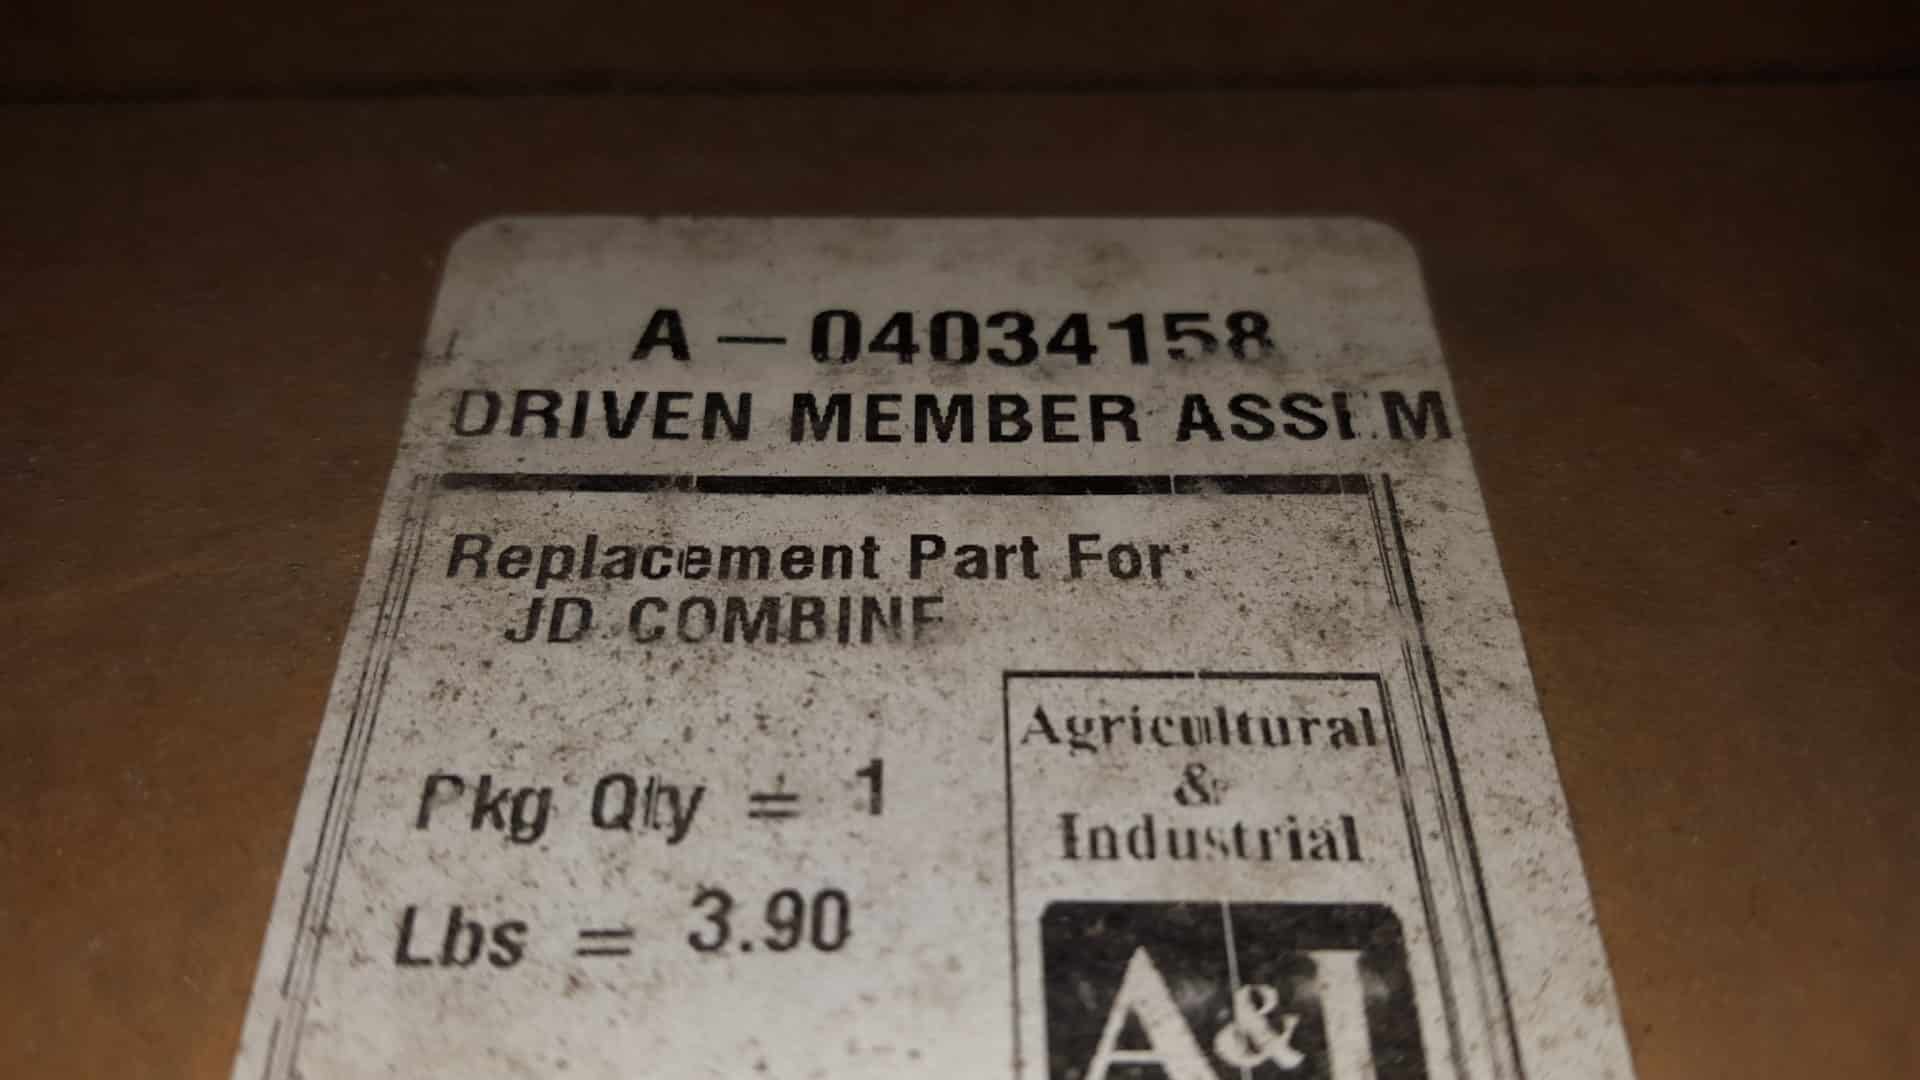 A-04034158
DRIVEN MEMBER ASSEM
Replacement Part For:
JD COMBINE
Pkg Qty = 1
Lbs = 3.90
Agricultural
&
Industrial
A&I